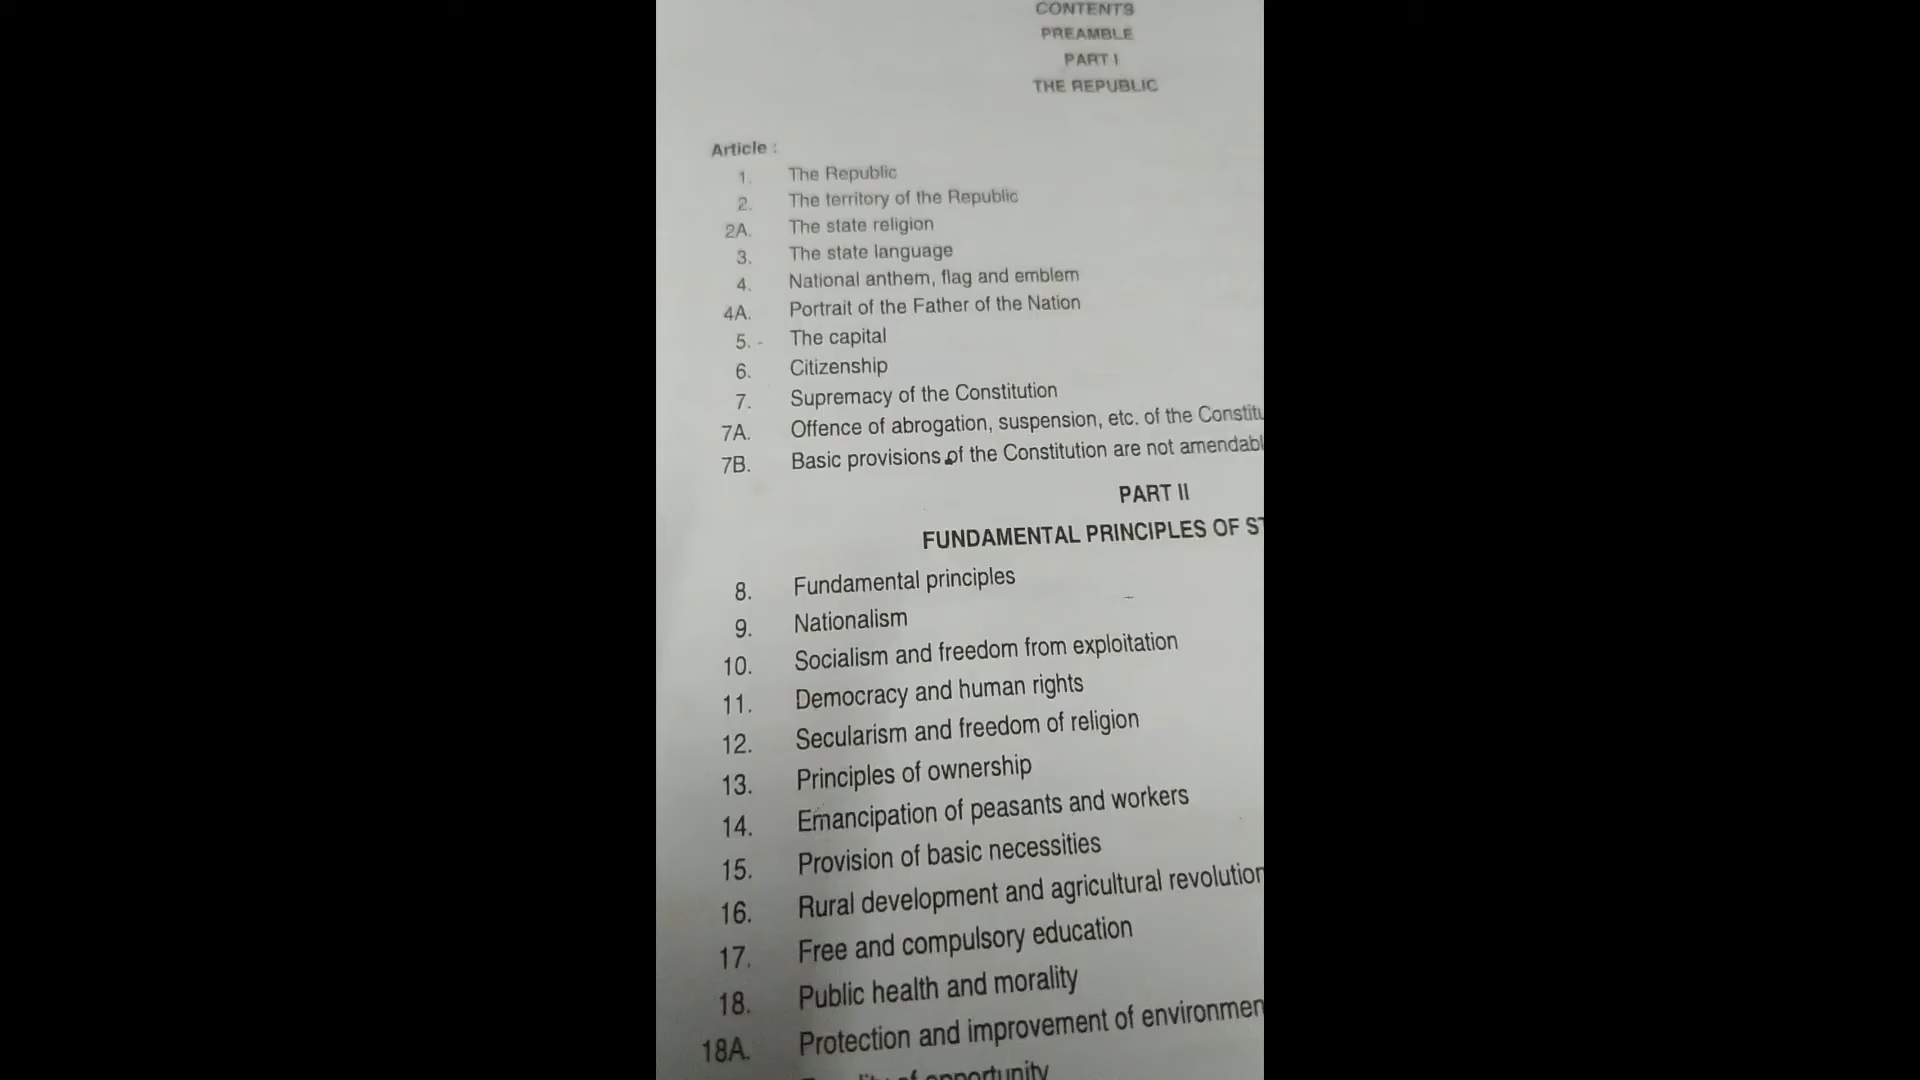 CONTENTS
PREAMBLE
PART I
THE REPUBLIC
Article :
1. The Republic
2. The territory of the Republic
2A. The state religion
3. The state language
4. National anthem, flag and emblem
4A. Portrait of the Father of the Nation
5. - The capital
6. Citizenship
7. Supremacy of the Constitution
7A. Offence of abrogation, suspension, etc. of the
7B. Basic provisions of the Constitution are not
PART II
FUNDAMENTAL PRINCIPLES OF
8. Fundamental principles
9. Nationalism
10. Socialism and freedom from exploitation
11. Democracy and human rights
12. Secularism and freedom of religion
13. Principles of ownership
14. Emancipation of peasants and workers
15. Provision of basic necessities
16. Rural development and agricultural revolution
17. Free and compulsory education
18. Public health and morality
18A. Protection and improvement of
of opportunity